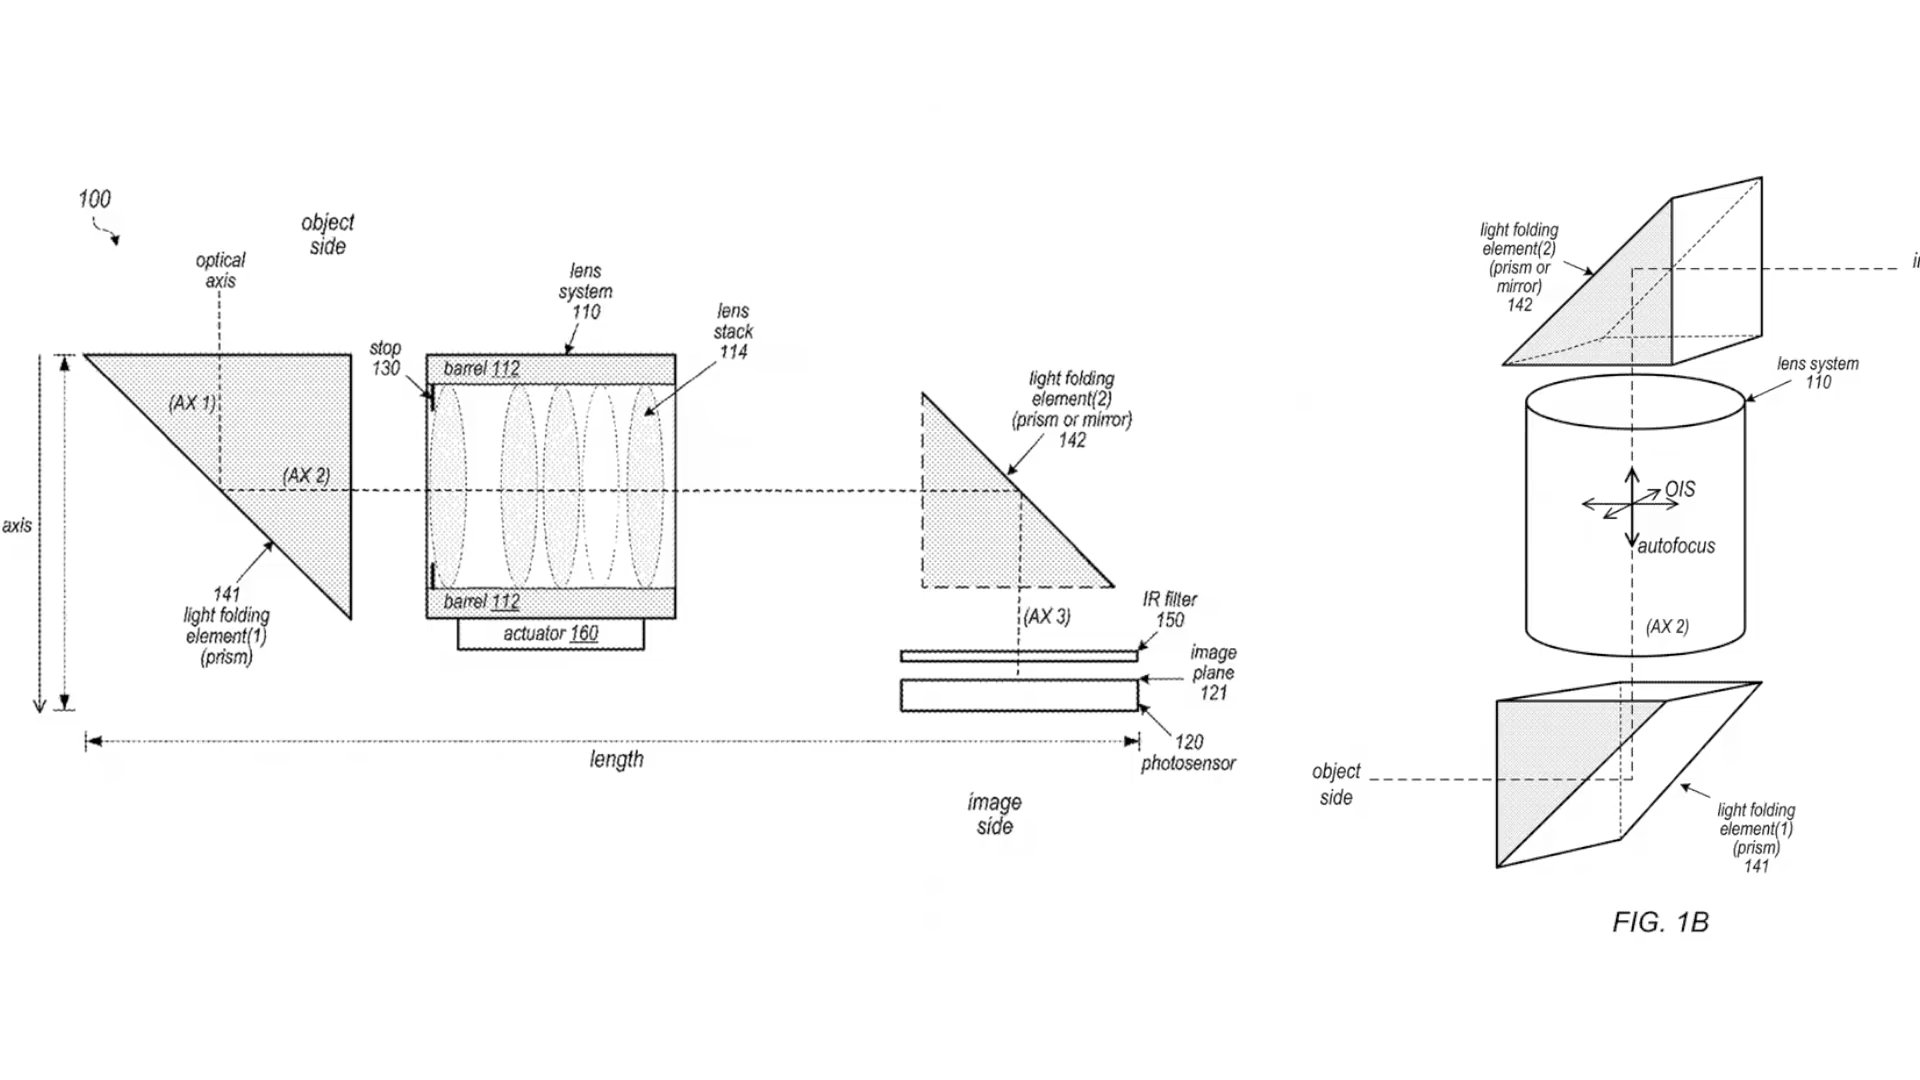 100
object
side
optical
axis
lens
system
110
lens
stack
114
stop
130
barrel 112
(AX 1)
(AX 2)
light folding
element(2)
(prism or mirror)
142
axis
141
light folding
element(1)
(prism)
barrel 112
actuator 160
(AX 3)
IR filter
150
image
plane
121
length
120
photosensor
image
side
light folding
element(2)
(prism or
mirror)
142
lens system
110
OIS
autofocus
(AX 2)
object
side
light folding
element(1)
(prism)
141
FIG. 1B